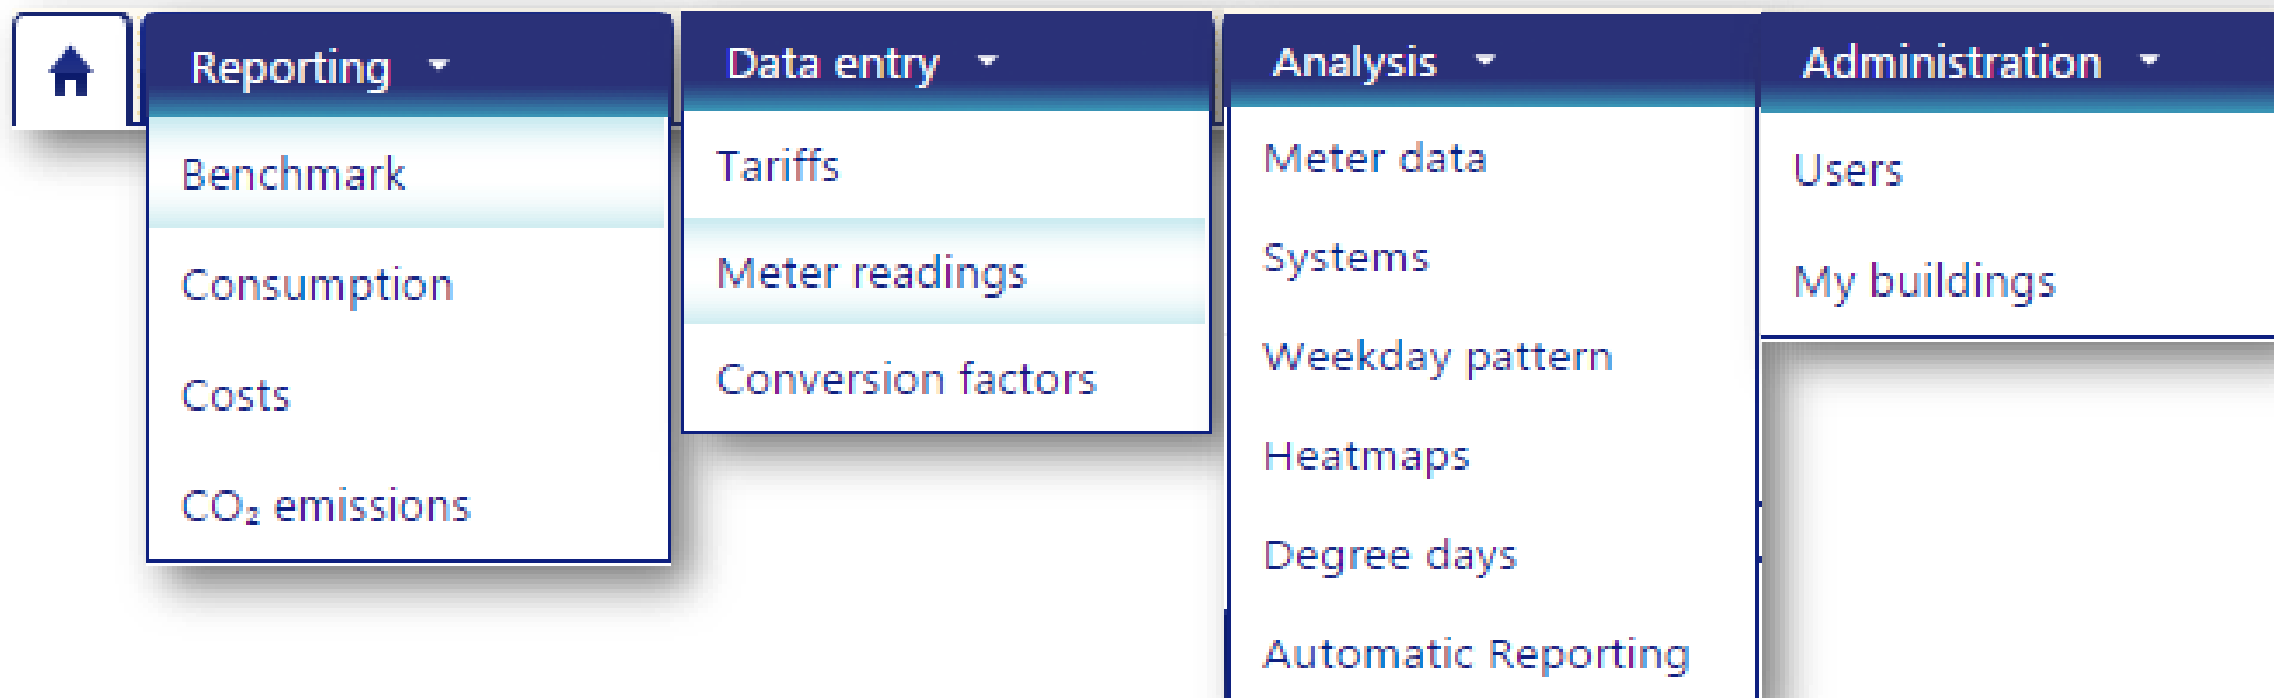 Reporting
Benchmark
Consumption
Costs
CO₂ emissions
Data entry
Tariffs
Meter readings
Conversion factors
Analysis
Meter data
Systems
Weekday pattern
Heatmaps
Degree days
Automatic Reporting
Administration
Users
My buildings